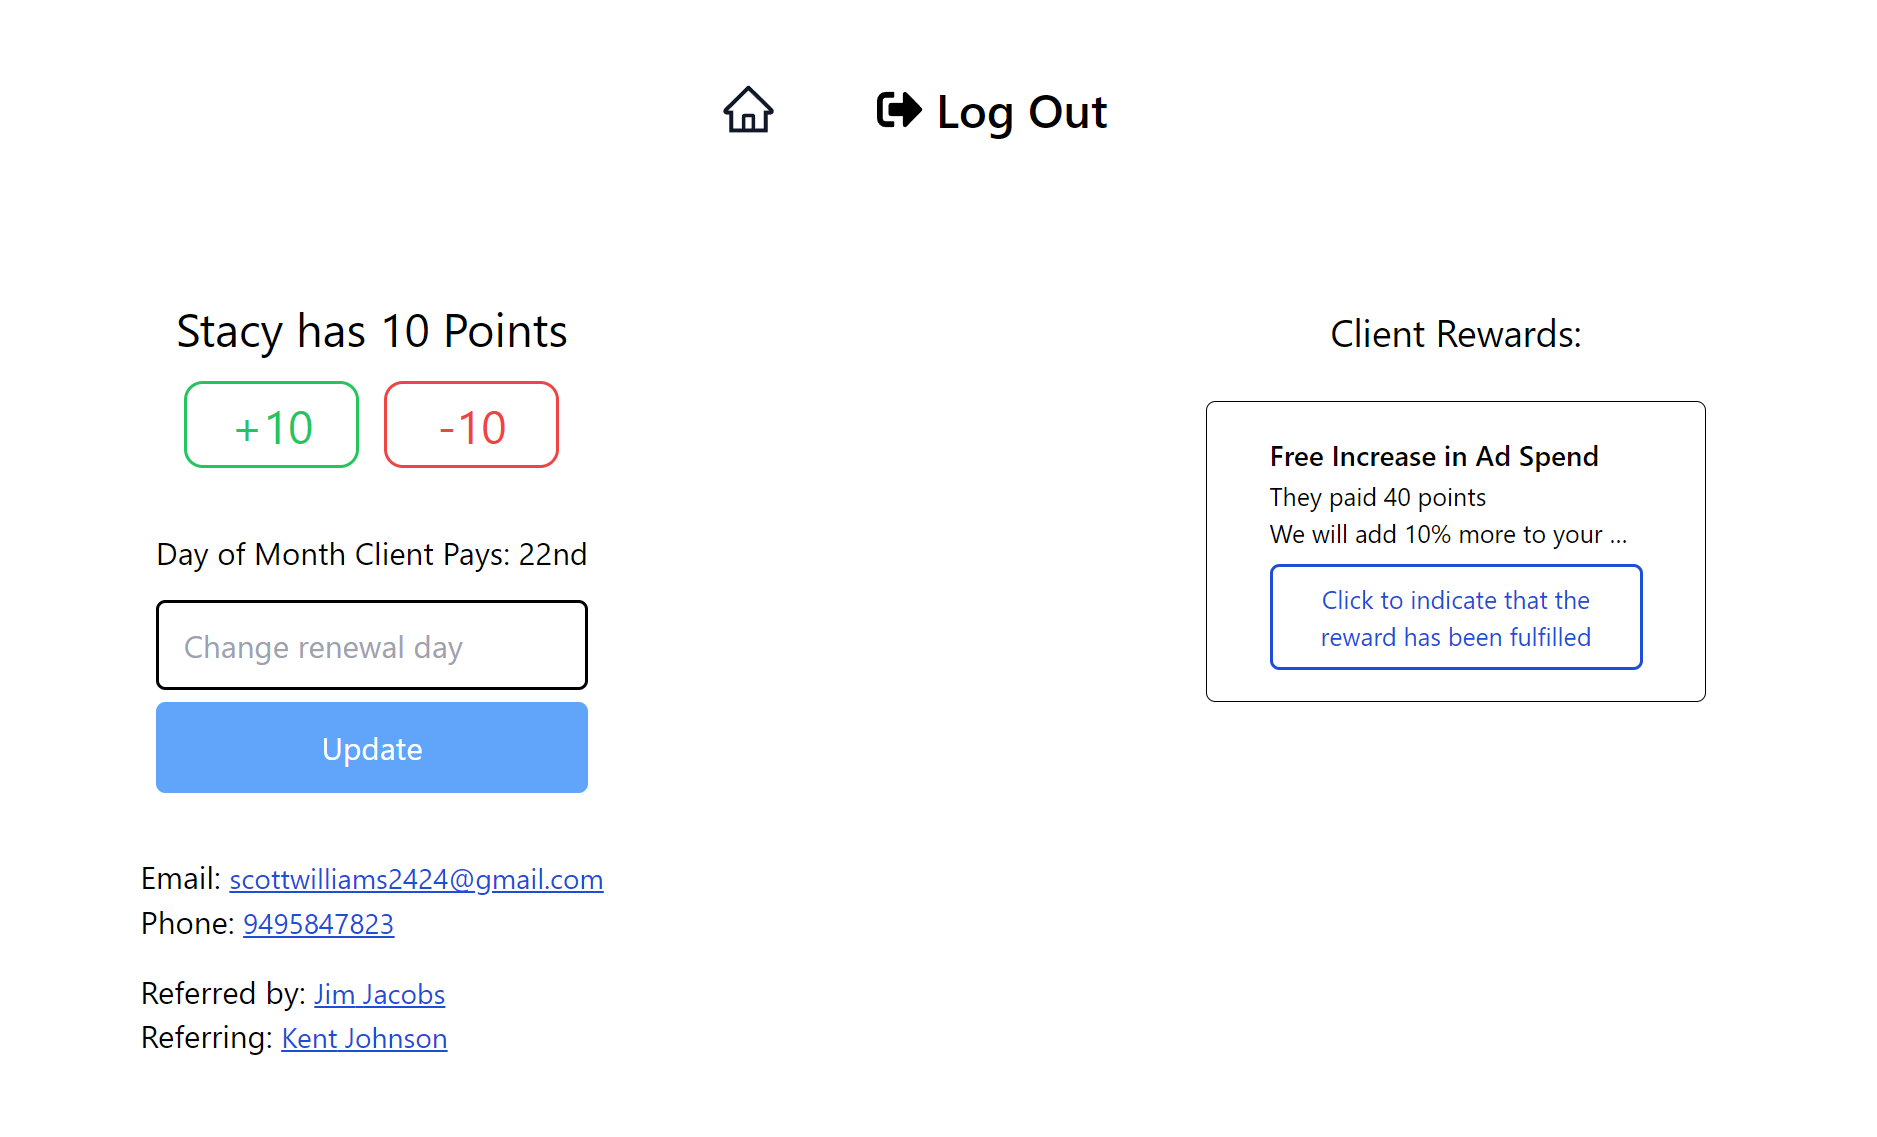 Log Out
Stacy has 10 Points
+10
-10
Day of Month Client Pays: 22nd
Change renewal day
Update
Email: scottwilliams2424@gmail.com
Phone: 9495847823
Referred by: Jim Jacobs
Referring: Kent Johnson
Client Rewards:
Free Increase in Ad Spend
They paid 40 points
We will add 10% more to your ...
Click to indicate that the
reward has been fulfilled